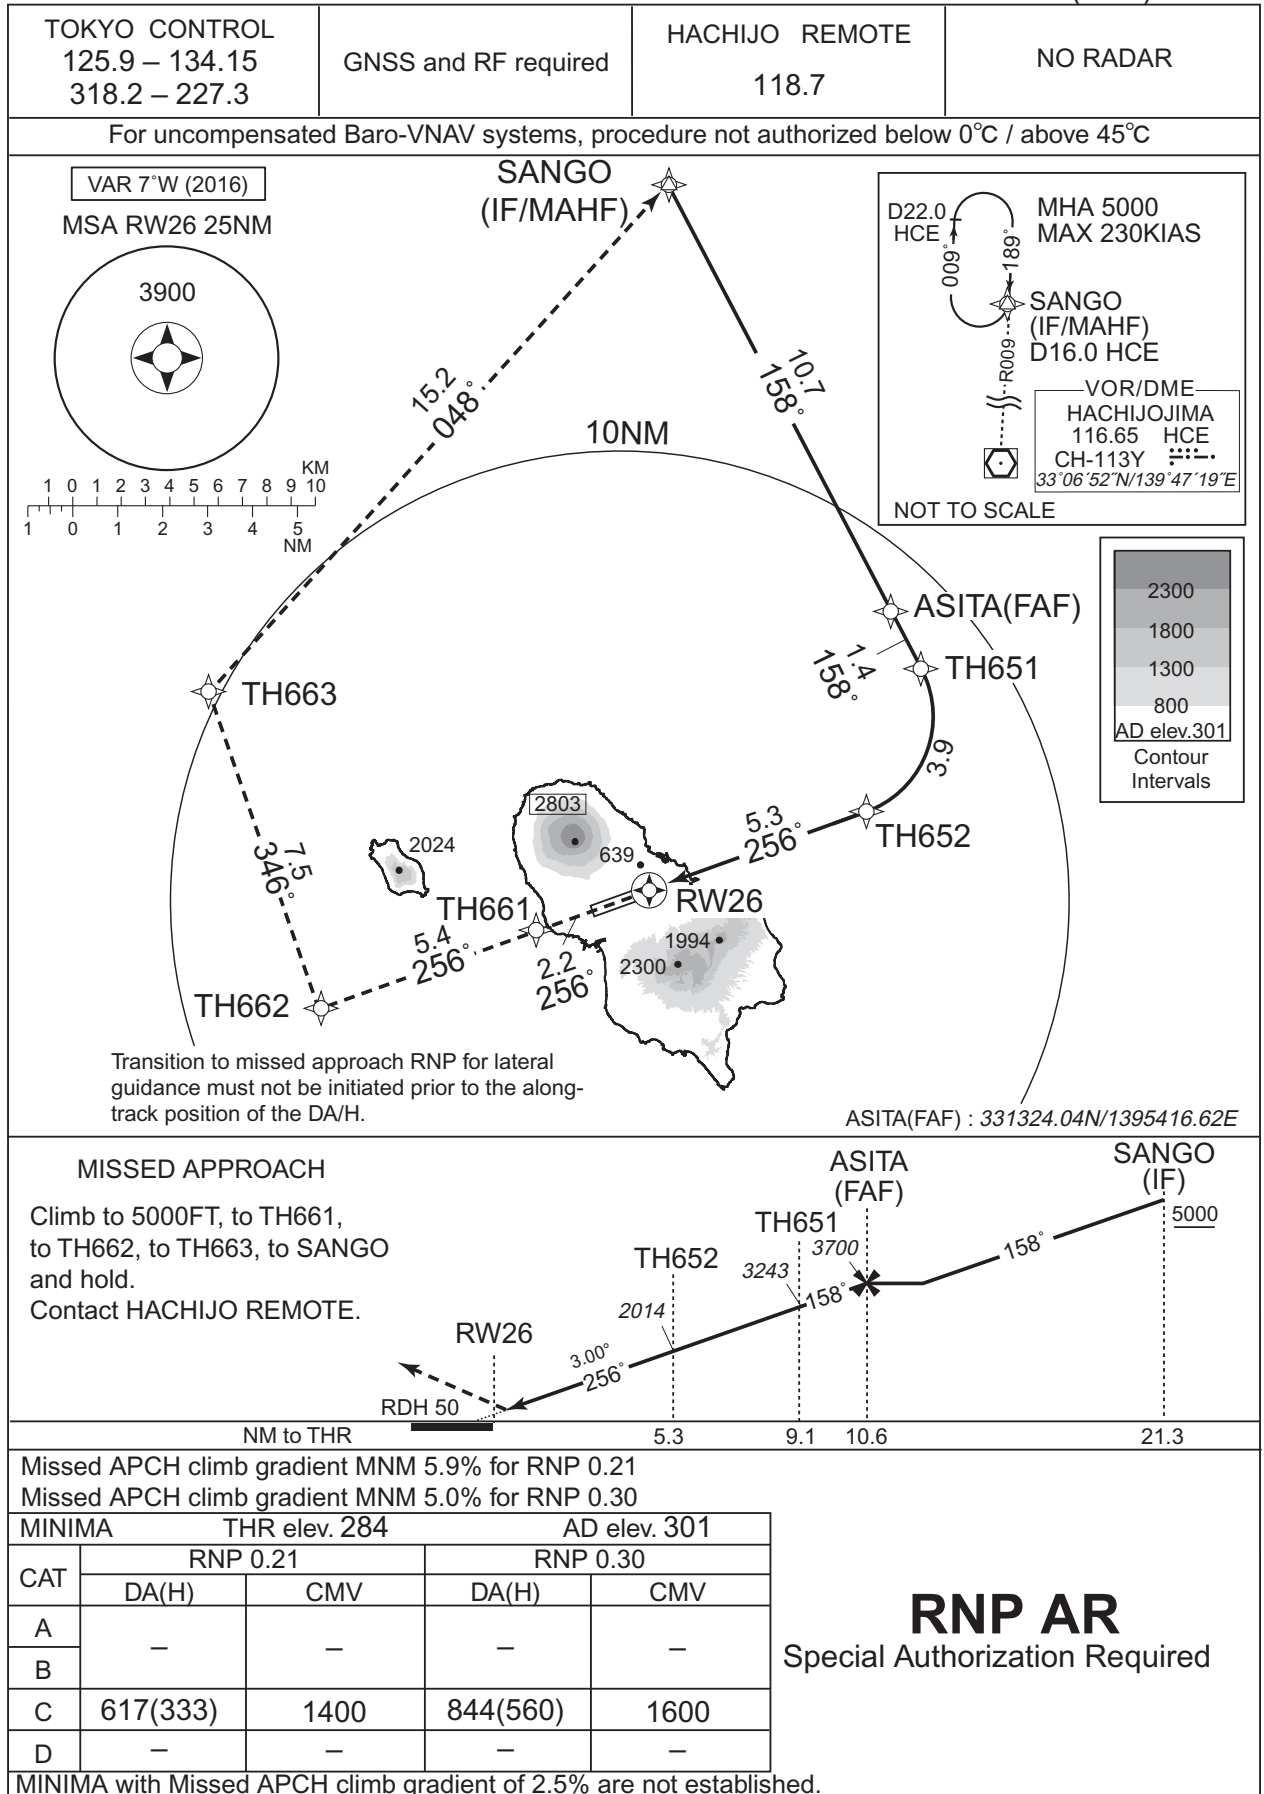 TOKYO CONTROL
125.9 – 134.15
318.2 – 227.3
GNSS and RF required
HACHIJO REMOTE
118.7
NO RADAR
For uncompensated Baro-VNAV systems, procedure not authorized below 0°C / above 45°C
VAR 7°W (2016)
MSA RW26 25NM
3900
KM
1 0 1 2 3 4 5 6 7 8 9 10
1 0 1 2 3 4 5
NM
SANGO
(IF/MAHF)
15.2
048°
10.7
158°
10NM
D22.0
HCE
009°
189°
MHA 5000
MAX 230KIAS
SANGO
(IF/MAHF)
D16.0 HCE
R009
VOR/DME
HACHIJOJIMA
116.65 HCE
CH-113Y
33°06´52˝N/139°47´19˝E
NOT TO SCALE
2300
1800
1300
800
AD elev.301
Contour
Intervals
ASITA(FAF)
1.4
158°
TH651
3.9
TH663
7.5
346°
2803
2024
639
5.3
256°
TH652
TH661
RW26
5.4
256°
2.2
256°
1994
2300
TH662
Transition to missed approach RNP for lateral
guidance must not be initiated prior to the along-
track position of the DA/H.
ASITA(FAF) : 331324.04N/1395416.62E
MISSED APPROACH
Climb to 5000FT, to TH661,
to TH662, to TH663, to SANGO
and hold.
Contact HACHIJO REMOTE.
SANGO
(IF)
5000
ASITA
(FAF)
TH651
3700
3243
158°
158°
TH652
2014
RW26
3.00°
256°
RDH 50
NM to THR 5.3 9.1 10.6 21.3
Missed APCH climb gradient MNM 5.9% for RNP 0.21
Missed APCH climb gradient MNM 5.0% for RNP 0.30
MINIMA THR elev. 284 AD elev. 301
CAT RNP 0.21 RNP 0.30
DA(H) CMV DA(H) CMV
A – – – –
B
C 617(333) 1400 844(560) 1600
D – – – –
RNP AR
Special Authorization Required
MINIMA with Missed APCH climb gradient of 2.5% are not established.